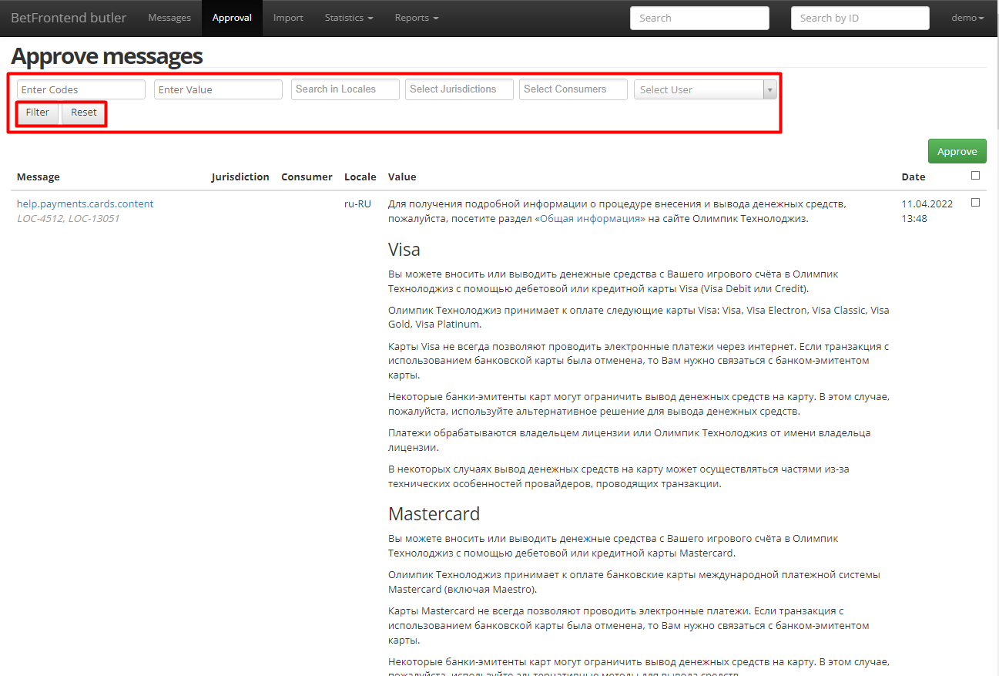 BetFrontend butler Messages Approval Import Statistics Reports Search Search by ID demo
Approve messages
Enter Codes Enter Value Search in Locales Select Jurisdictions Select Consumers Select User
Filter Reset
Approve
Message Jurisdiction Consumer Locale Value Date
help.payments.cards.content ru-RU Для получения подробной информации о процедуре внесения и вывода денежных средств, 11.04.2022
LOC-4512, LOC-13051 пожалуйста, посетите раздел «Общая информация» на сайте Олимпик Технолоджиз. 13:48
Visa
Вы можете вносить или выводить денежные средства с Вашего игрового счёта в Олимпик
Технолоджиз с помощью дебетовой или кредитной карты Visa (Visa Debit или Credit).
Олимпик Технолоджиз принимает к оплате следующие карты Visa: Visa, Visa Electron, Visa Classic, Visa
Gold, Visa Platinum.
Карты Visa не всегда позволяют проводить электронные платежи через интернет. Если транзакция с
использованием банковской карты была отменена, то Вам нужно связаться с банком-эмитентом
карты.
Некоторые банки-эмитенты карт могут ограничить вывод денежных средств на карту. В этом случае,
пожалуйста, используйте альтернативное решение для вывода денежных средств.
Платежи обрабатываются владельцем лицензии или Олимпик Технолоджиз от имени владельца
лицензии.
В некоторых случаях вывод денежных средств на карту может осуществляться частями из-за
технических особенностей провайдеров, проводящих транзакции.
Mastercard
Вы можете вносить или выводить денежные средства с Вашего игрового счёта в Олимпик
Технолоджиз с помощью дебетовой или кредитной карты Mastercard.
Олимпик Технолоджиз принимает к оплате банковские карты международной платежной системы
Mastercard (включая Maestro).
Карты Mastercard не всегда позволяют проводить электронные платежи. Если транзакция с
использованием банковской карты была отменена, то Вам нужно связаться с банком-эмитентом
карты.
Некоторые банки-эмитенты карт могут ограничить вывод денежных средств на карту. В этом случае,
пожалуйста, используйте альтернативные методы для вывода средств.